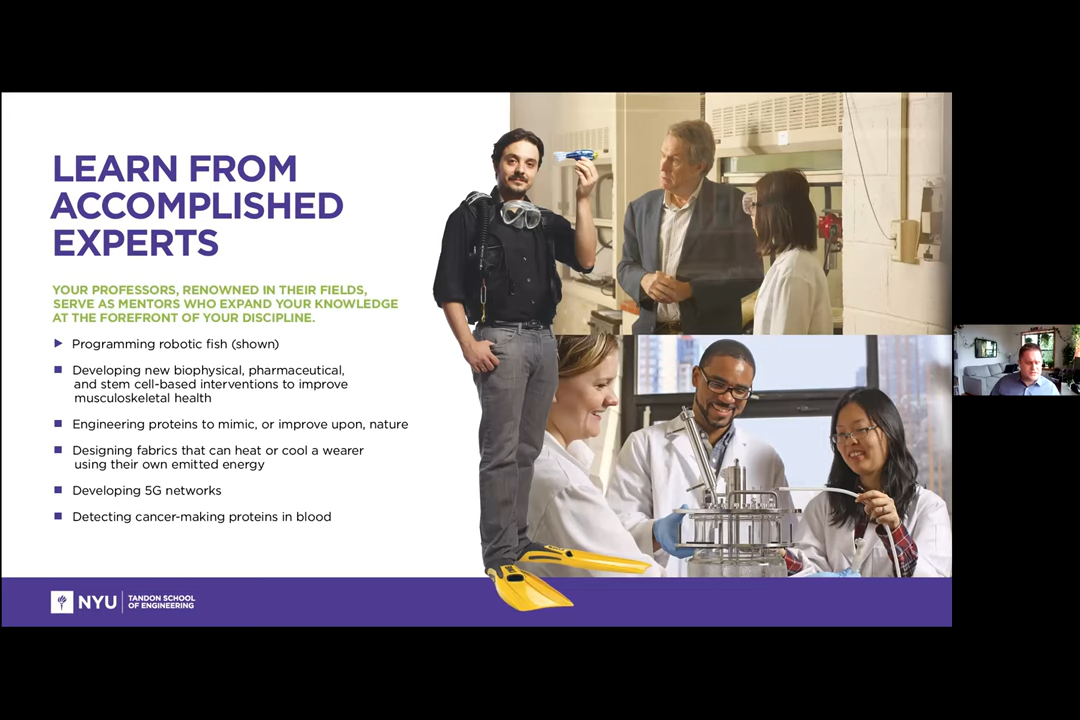 LEARN FROM
ACCOMPLISHED
EXPERTS
YOUR PROFESSORS, RENOWNED IN THEIR FIELDS,
SERVE AS MENTORS WHO EXPAND YOUR KNOWLEDGE
AT THE FOREFRONT OF YOUR DISCIPLINE.
Programming robotic fish (shown)
Developing new biophysical, pharmaceutical,
and stem cell-based interventions to improve
musculoskeletal health
Engineering proteins to mimic, or improve upon, nature
Designing fabrics that can heat or cool a wearer
using their own emitted energy
Developing 5G networks
Detecting cancer-making proteins in blood
NYU
TANDON SCHOOL
OF ENGINEERING